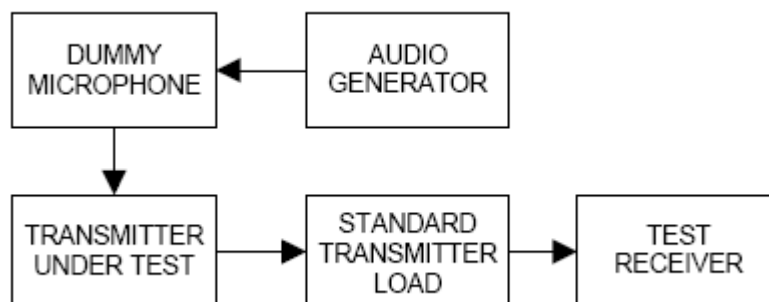 DUMMY
MICROPHONE
AUDIO
GENERATOR
TRANSMITTER
UNDER TEST
STANDARD
TRANSMITTER
LOAD
TEST
RECEIVER